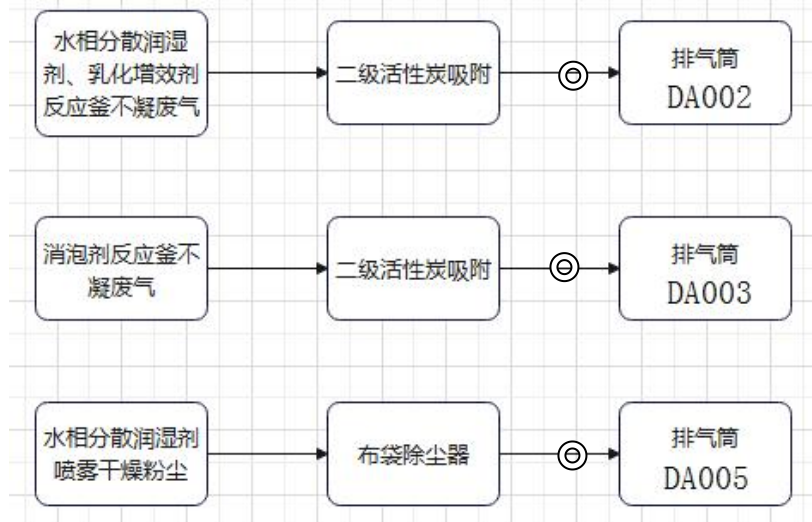 水相分散润湿
剂、乳化增效剂
反应釜不凝废气
二级活性炭吸附
排气筒
DA002
消泡剂反应釜不
凝废气
二级活性炭吸附
排气筒
DA003
水相分散润湿剂
喷雾干燥粉尘
布袋除尘器
排气筒
DA005